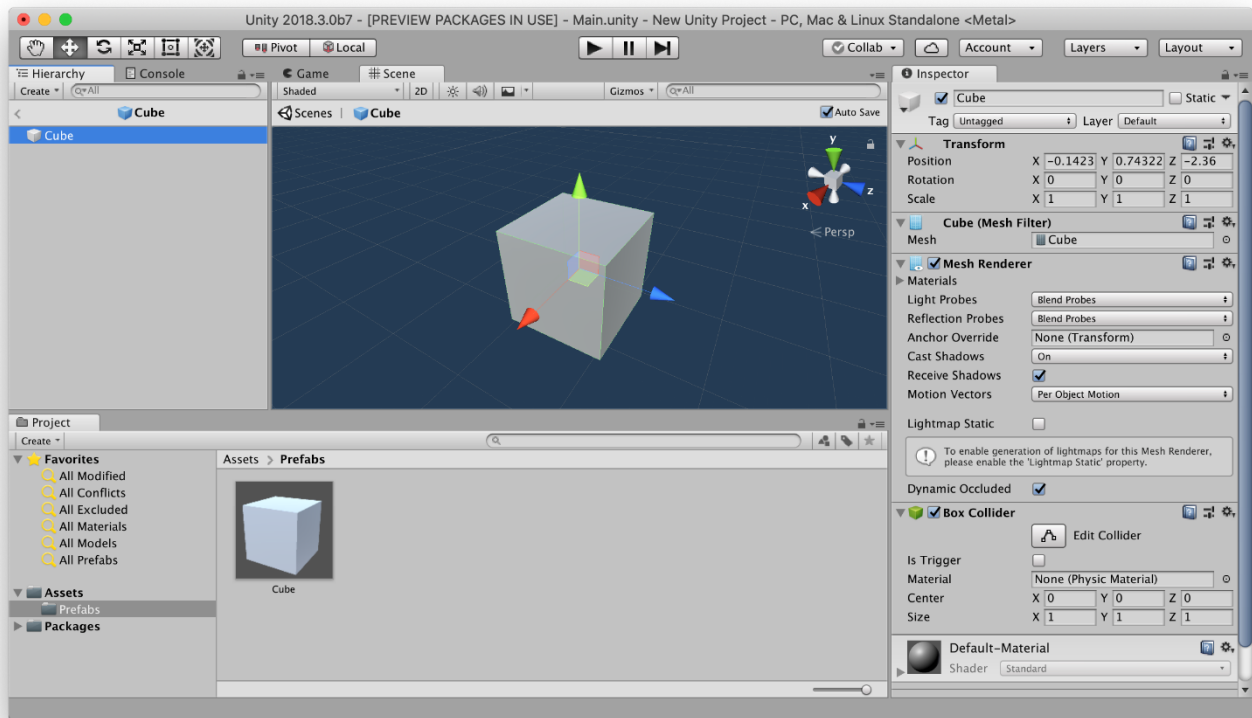 Unity 2018.3.0b7 - [PREVIEW PACKAGES IN USE] - Main.unity - New Unity Project - PC, Mac & Linux Standalone <Metal>
Pivot Local Collab Account Layers Layout
Hierarchy Console
Create All
Cube
Cube
Game Scene
Shaded 2D Gizmos All
Scenes Cube Auto Save
y
z
x
Persp
Inspector
Cube Static
Tag Untagged Layer Default
Transform
Position X -0.1423 Y 0.74322 Z -2.36
Rotation X 0 Y 0 Z 0
Scale X 1 Y 1 Z 1
Cube (Mesh Filter)
Mesh Cube
Mesh Renderer
Materials
Light Probes Blend Probes
Reflection Probes Blend Probes
Anchor Override None (Transform)
Cast Shadows On
Receive Shadows
Motion Vectors Per Object Motion
Lightmap Static
To enable generation of lightmaps for this Mesh Renderer,
please enable the 'Lightmap Static' property.
Dynamic Occluded
Box Collider
Edit Collider
Is Trigger
Material None (Physic Material)
Center X 0 Y 0 Z 0
Size X 1 Y 1 Z 1
Default-Material
Shader Standard
Project
Create
Favorites
All Modified
All Conflicts
All Excluded
All Materials
All Models
All Prefabs
Assets
Prefabs
Packages
Assets > Prefabs
Cube